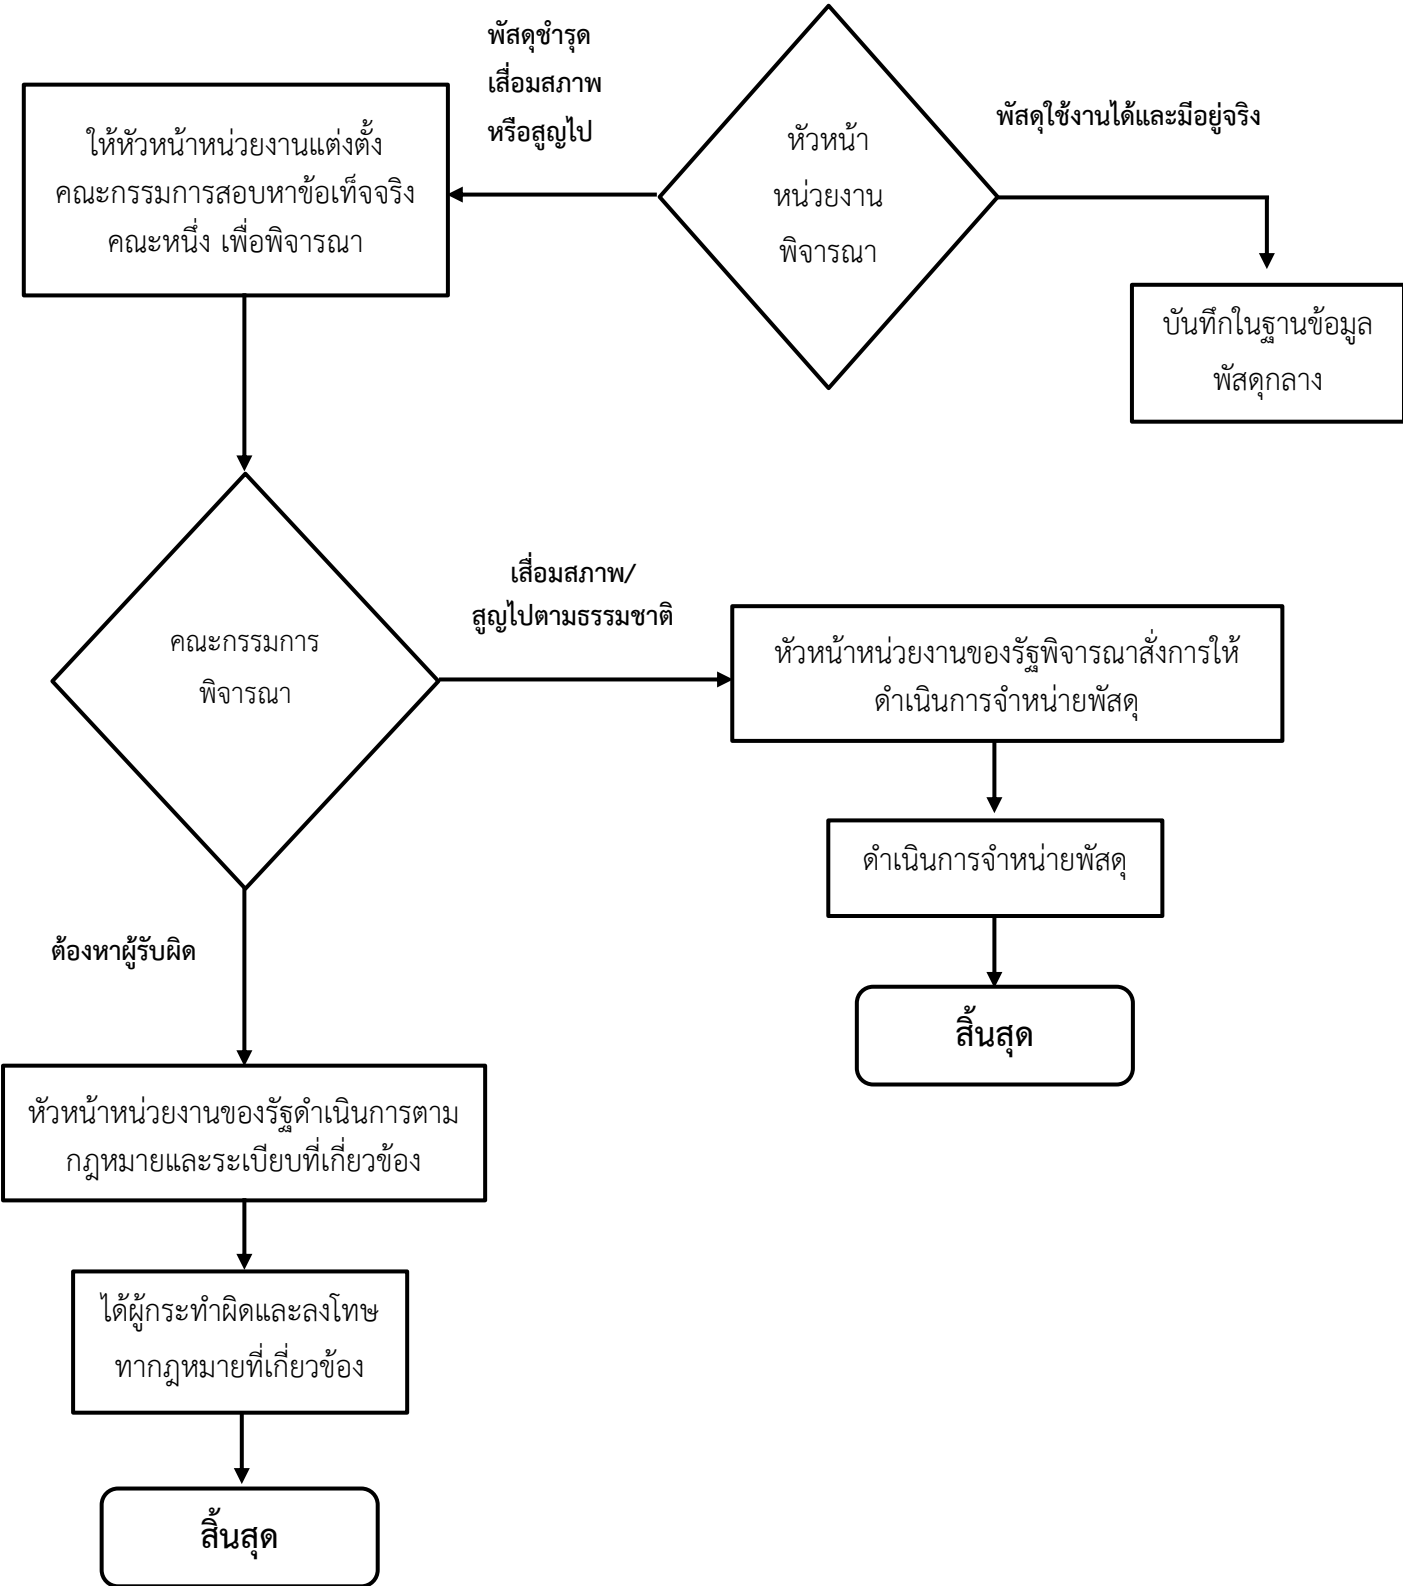 พัสดุชำรุด
เสื่อมสภาพ
หรือสูญไป
หัวหน้า
หน่วยงาน
พิจารณา
พัสดุใช้งานได้และมีอยู่จริง
ให้หัวหน้าหน่วยงานแต่งตั้ง
คณะกรรมการสอบหาข้อเท็จจริง
คณะหนึ่ง เพื่อพิจารณา
บันทึกในฐานข้อมูล
พัสดุกลาง
คณะกรรมการ
พิจารณา
เสื่อมสภาพ/
สูญไปตามธรรมชาติ
หัวหน้าหน่วยงานของรัฐพิจารณาสั่งการให้
ดำเนินการจำหน่ายพัสดุ
ดำเนินการจำหน่ายพัสดุ
สิ้นสุด
ต้องหาผู้รับผิด
หัวหน้าหน่วยงานของรัฐดำเนินการตาม
กฎหมายและระเบียบที่เกี่ยวข้อง
ได้ผู้กระทำผิดและลงโทษ
ทากฎหมายที่เกี่ยวข้อง
สิ้นสุด